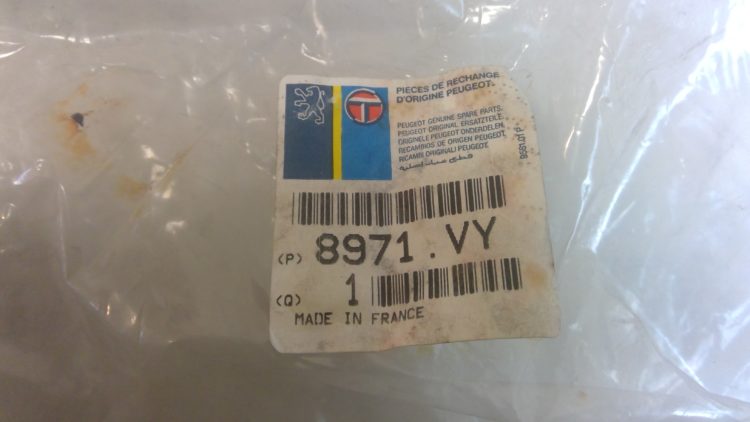 PIECES DE RECHANGE
D'ORIGINE PEUGEOT.
PEUGEOT GENUINE SPARE PARTS.
PEUGEOT ORIGINAL ERSATZTEILE.
ORIGINELE PEUGEOT ONDERDELEN.
RECAMBIOS DE ORIGEN PEUGEOT.
RICAMBI ORIGINALI PEUGEOT.
T
(P) 8971.VY
(Q) 1
MADE IN FRANCE